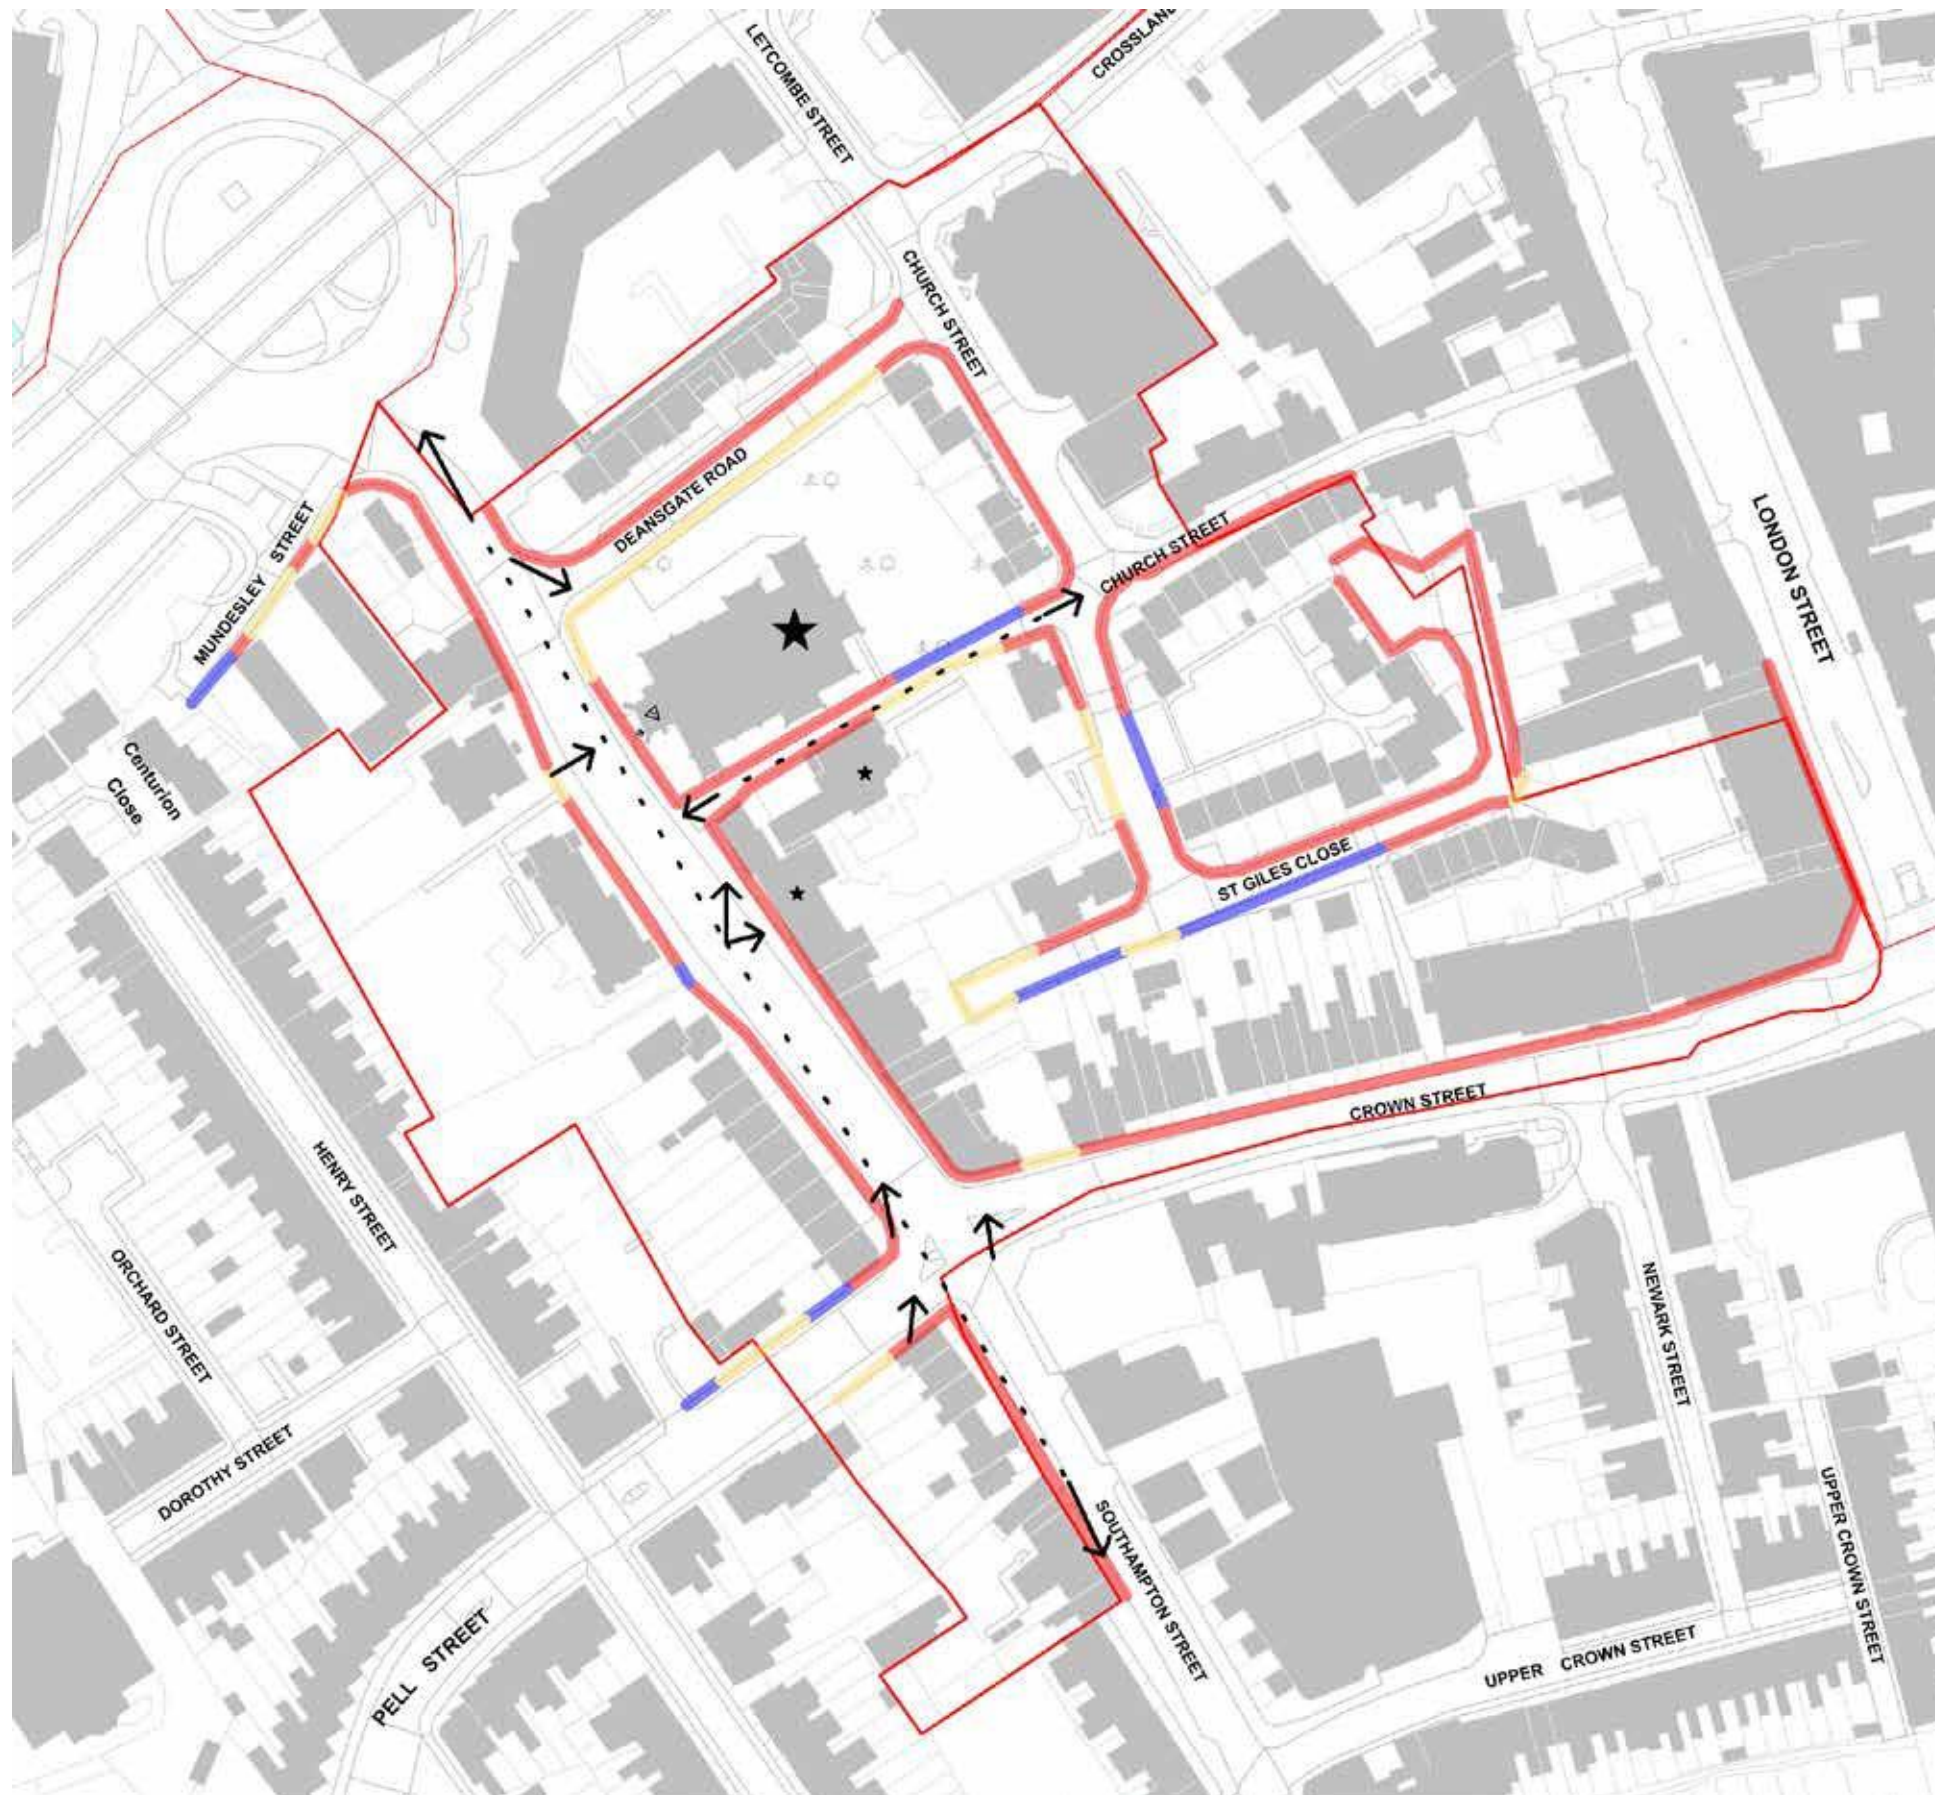 LETCOMBE STREET
CROSSLAN
CHURCH STREET
DEANSGATE ROAD
MUNDESLEY STREET
CHURCH STREET
LONDON STREET
Centurion
Close
ST GILES CLOSE
CROWN STREET
HENRY STREET
ORCHARD STREET
DOROTHY STREET
NEWARK STREET
PELL STREET
SOUTHAMPTON STREET
UPPER CROWN STREET
UPPER CROWN STREET